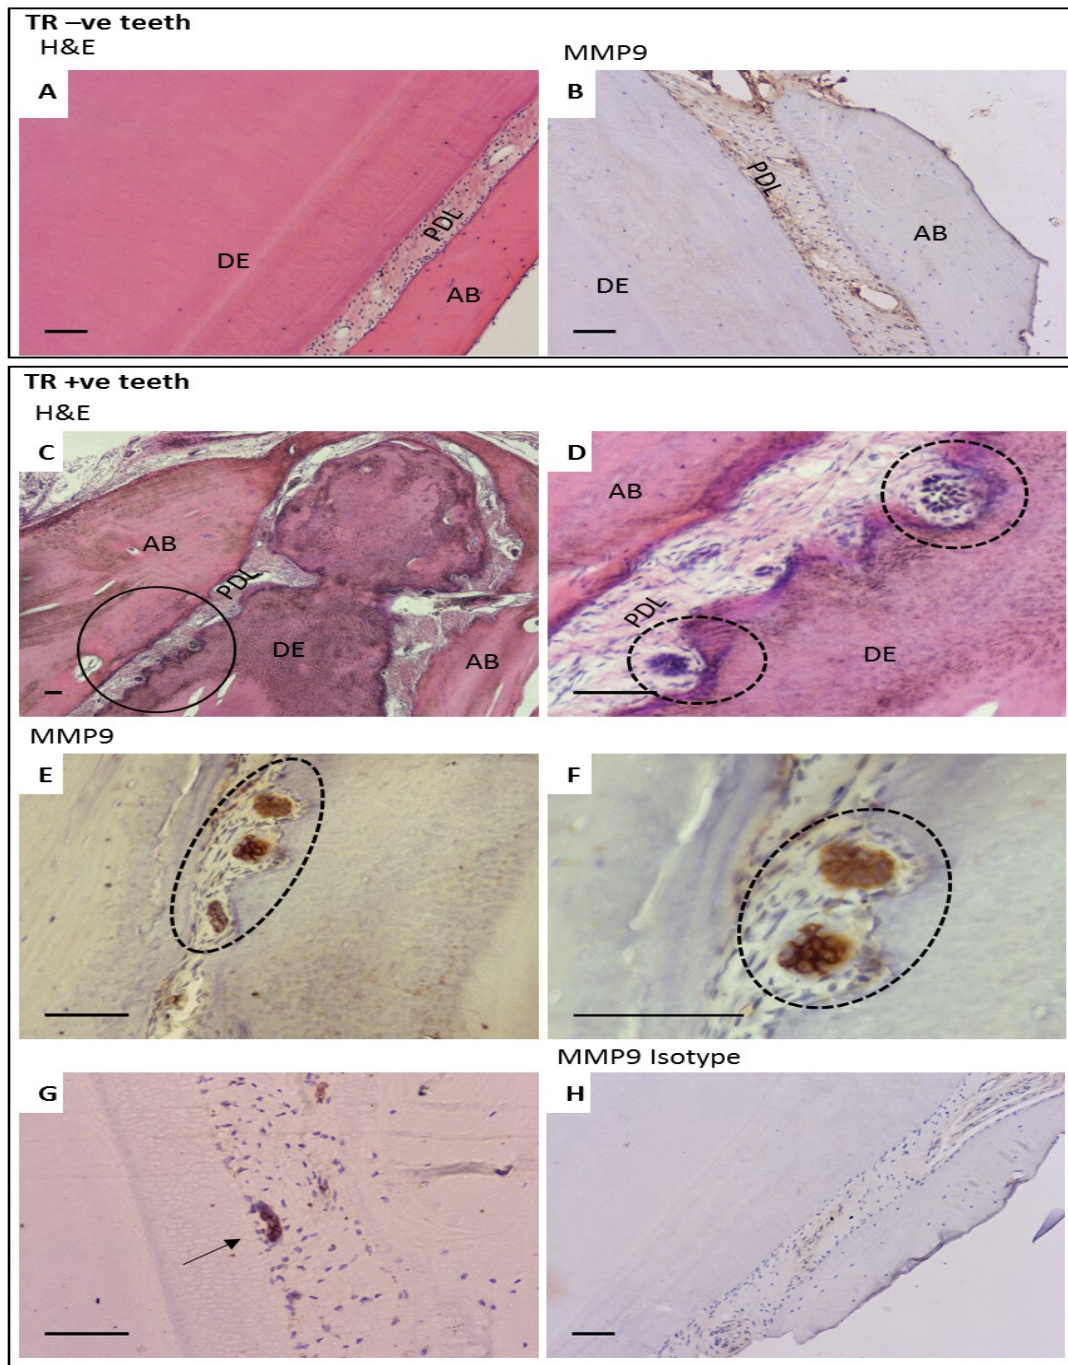 TR –ve teeth
H&E
MMP9
A
B
PDL
DE
AB
PDL
AB
DE
TR +ve teeth
H&E
C
D
AB
AB
PDL
DE
AB
PDL
DE
MMP9
E
F
MMP9 Isotype
G
H